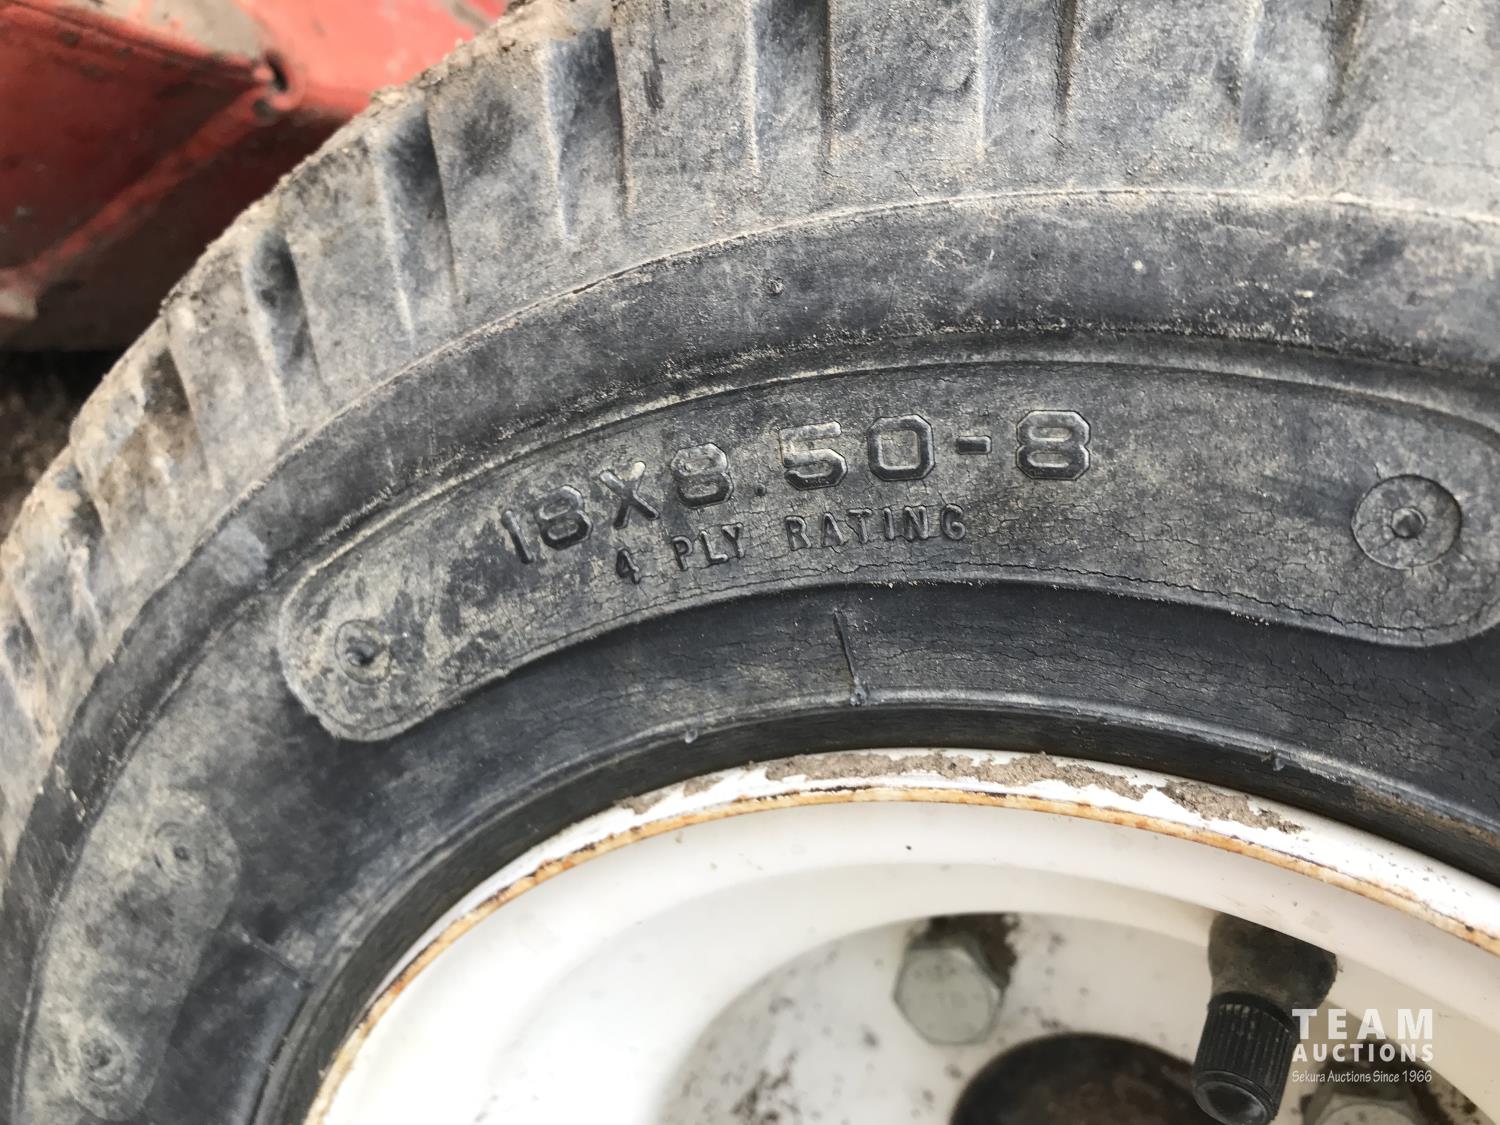 18X8.50-8
4 PLY RATING
TEAM
AUCTIONS
Sekura Auctions Since 1966